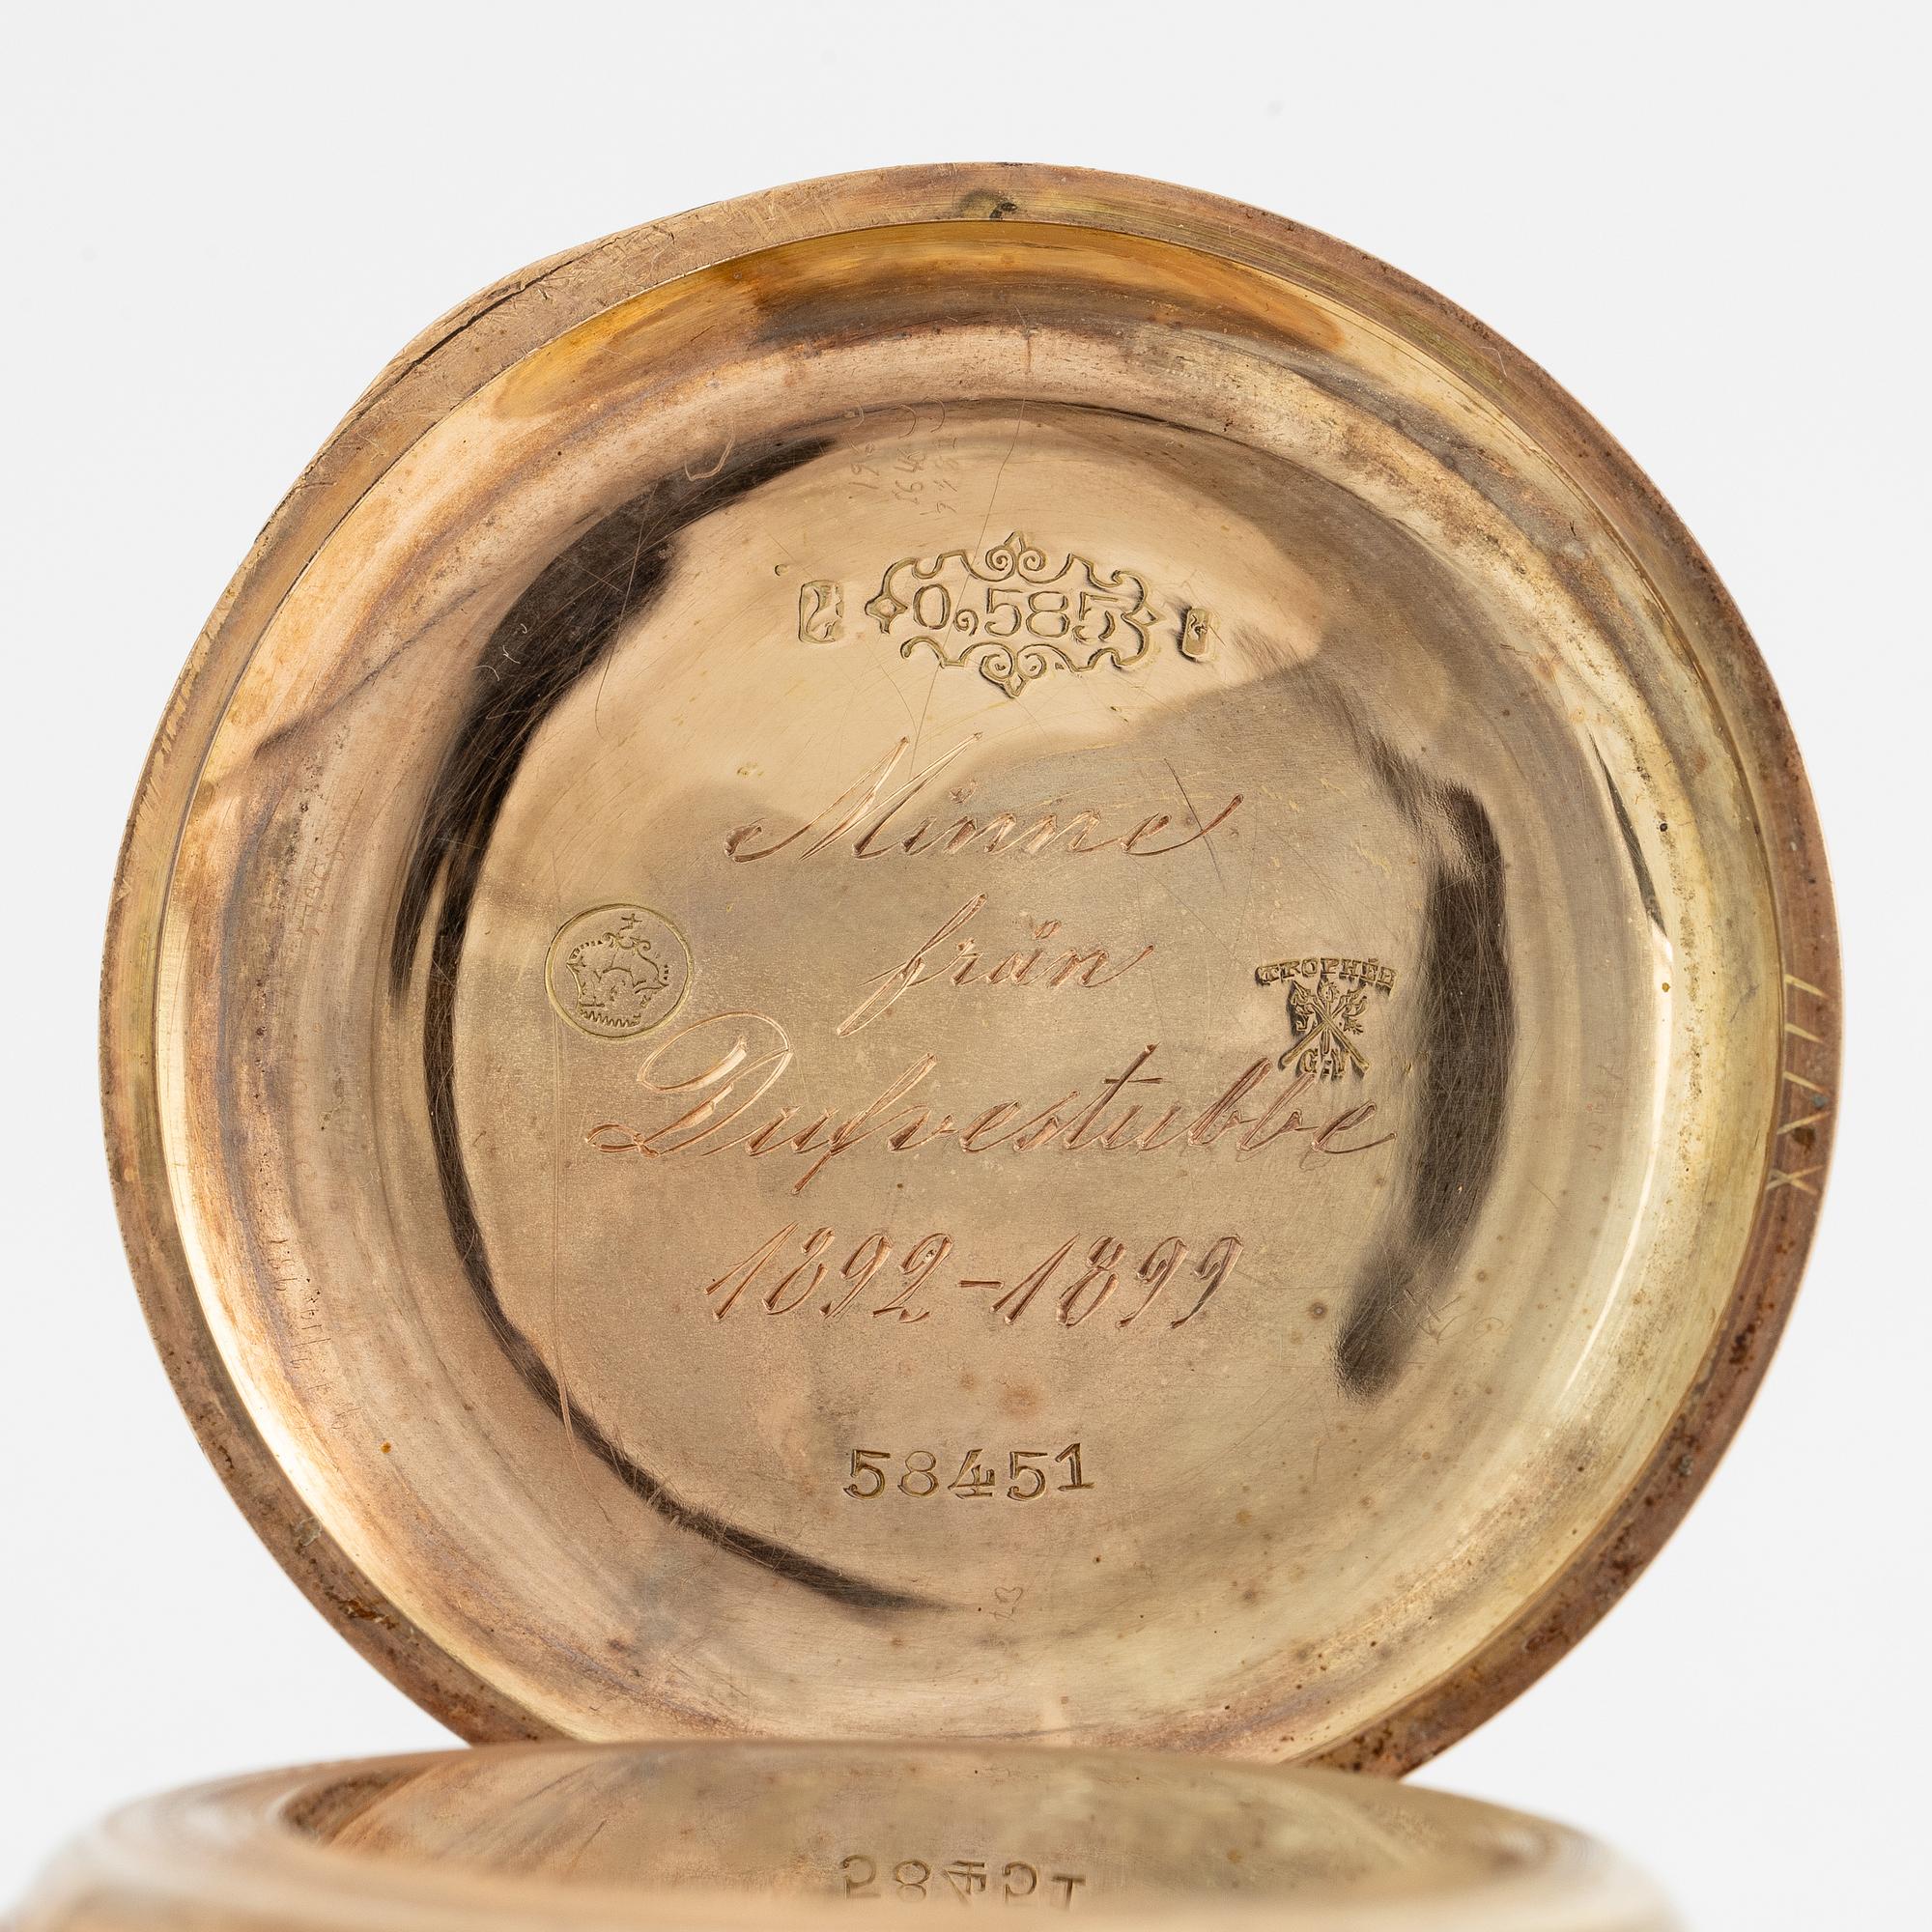 0,585
Minne
från
TROPHÉE
G-N
Dufvestubbe
1892-1899
58451